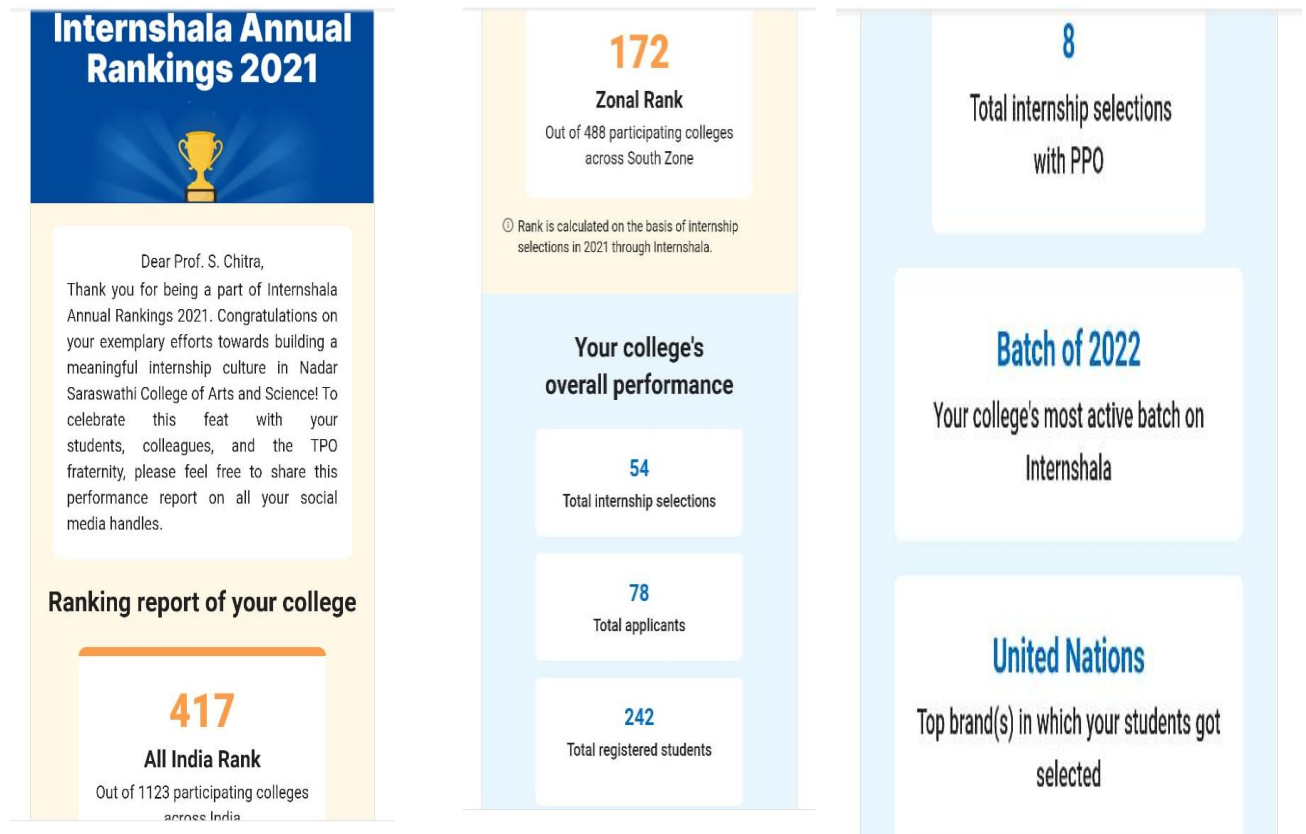 Internshala Annual
Rankings 2021
Dear Prof. S. Chitra,
Thank you for being a part of Internshala
Annual Rankings 2021. Congratulations on
your exemplary efforts towards building a
meaningful internship culture in Nadar
Saraswathi College of Arts and Science! To
celebrate this feat with your
students, colleagues, and the TPO
fraternity, please feel free to share this
performance report on all your social
media handles.
Ranking report of your college
417
All India Rank
Out of 1123 participating colleges
across India
172
Zonal Rank
Out of 488 participating colleges
across South Zone
Rank is calculated on the basis of internship
selections in 2021 through Internshala.
Your college's
overall performance
54
Total internship selections
78
Total applicants
242
Total registered students
8
Total internship selections
with PPO
Batch of 2022
Your college's most active batch on
Internshala
United Nations
Top brand(s) in which your students got
selected